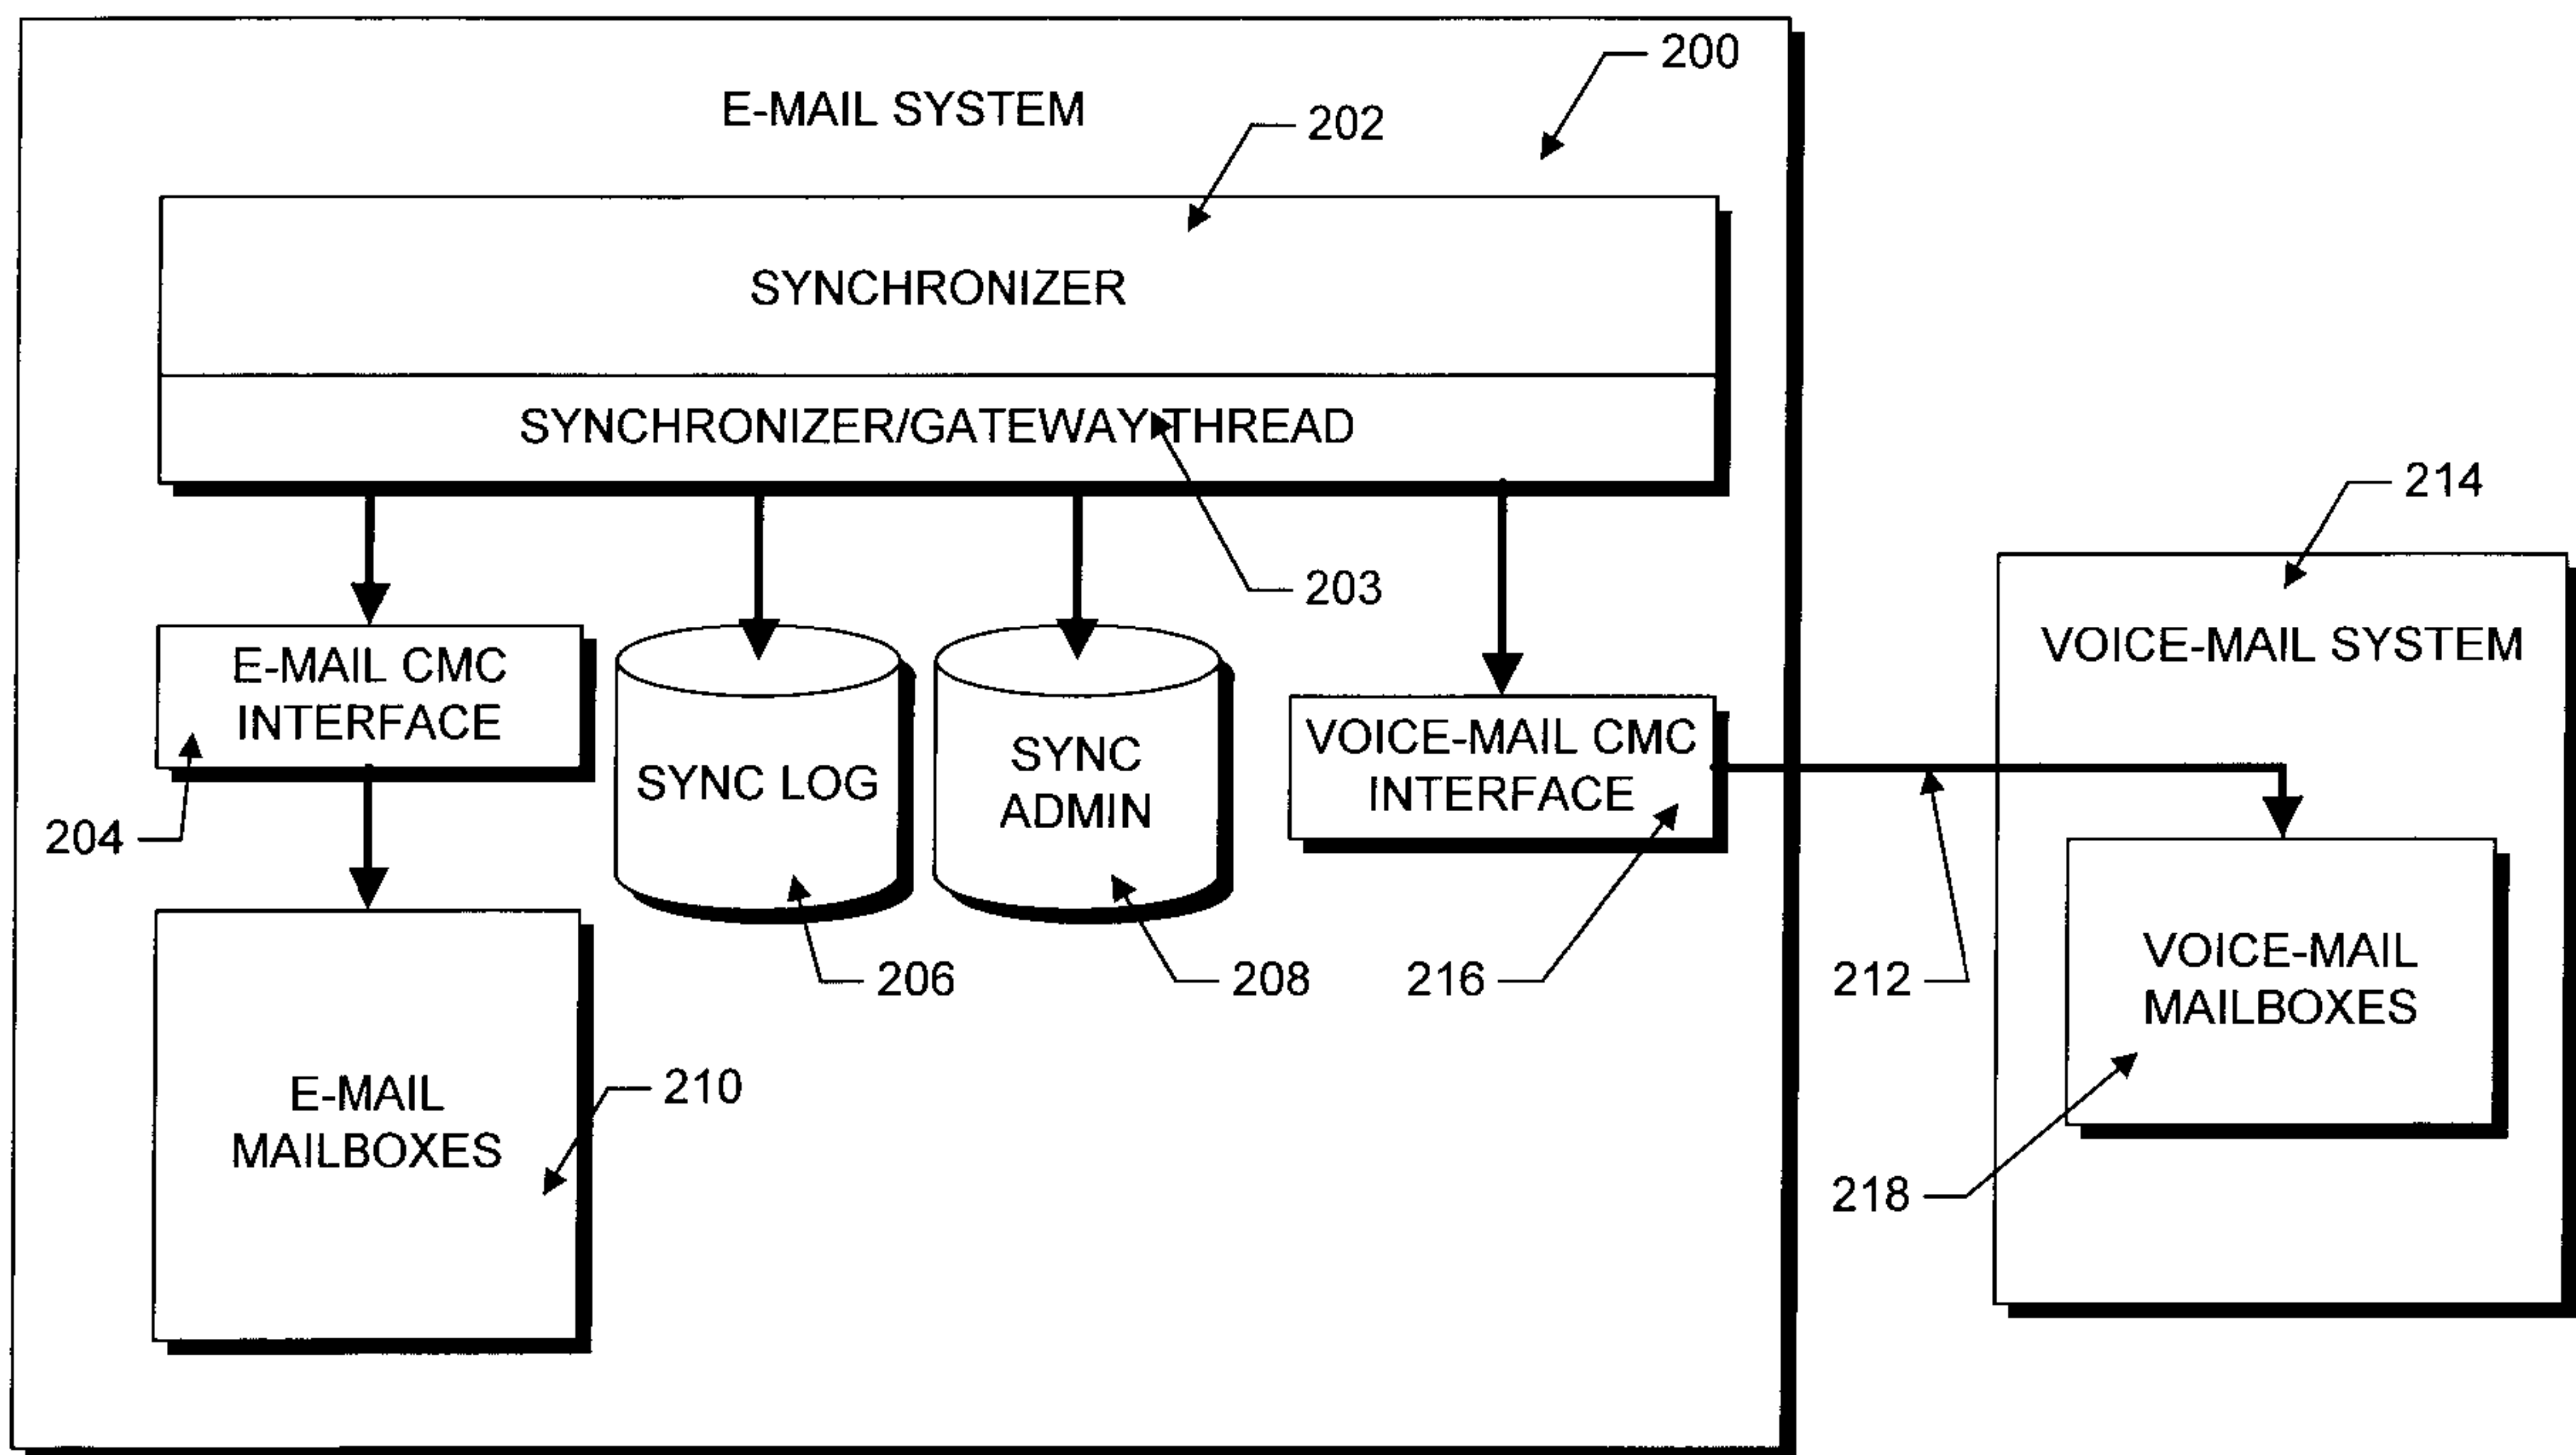 200
E-MAIL SYSTEM
202
SYNCHRONIZER
SYNCHRONIZER/GATEWAY THREAD
214
203
E-MAIL CMC
INTERFACE
SYNC LOG
SYNC
ADMIN
VOICE-MAIL CMC
INTERFACE
VOICE-MAIL SYSTEM
204
206
208
216
212
VOICE-MAIL
MAILBOXES
E-MAIL
MAILBOXES
210
218